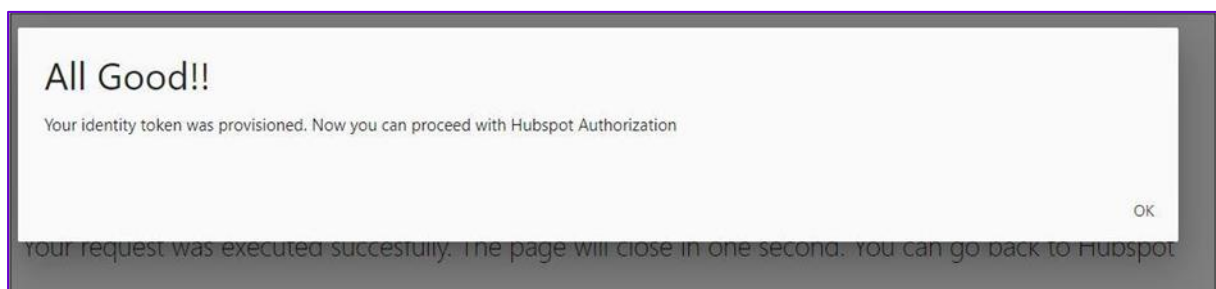 All Good!!
Your identity token was provisioned. Now you can proceed with Hubspot Authorization
OK
Your request was executed succesfully. The page will close in one second. You can go back to Hubspot